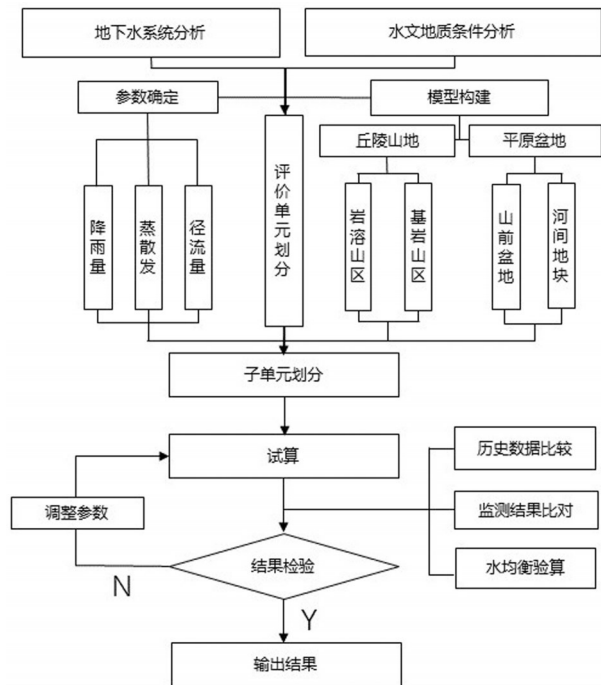 地下水系统分析
水文地质条件分析
参数确定
模型构建
丘陵山地
平原盆地
降雨量
蒸散发
径流量
评价单元划分
岩溶山区
基岩山区
山前盆地
河间地块
子单元划分
试算
历史数据比较
调整参数
监测结果比对
结果检验
水均衡验算
N
Y
输出结果